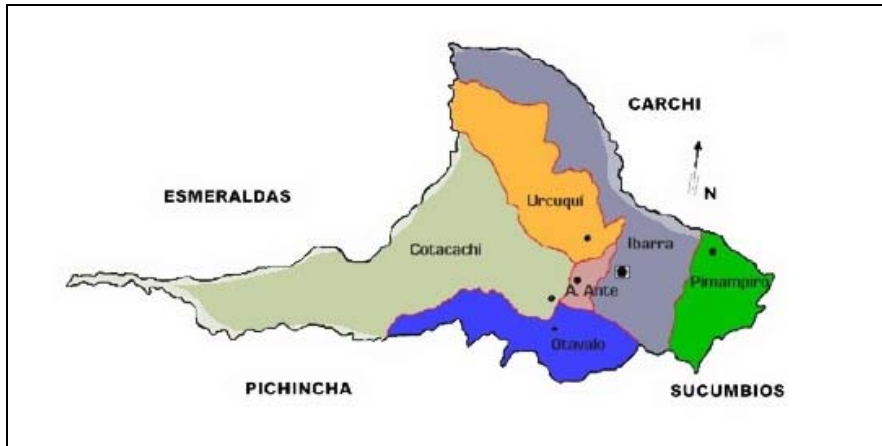 CARCHI
N
ESMERALDAS
Urcuquí
Ibarra
Cotacachi
Pimampiro
A. Ante
Otavalo
PICHINCHA
SUCUMBIOS